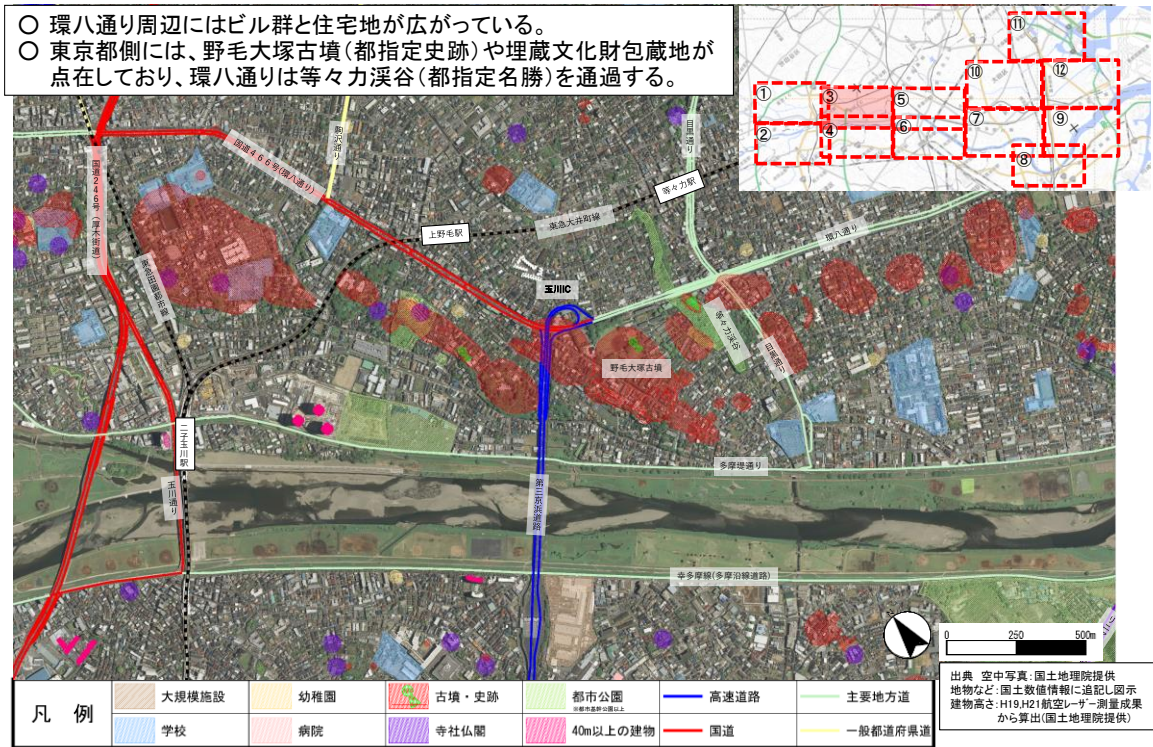 ○ 環八通り周辺にはビル群と住宅地が広がっている。
○ 東京都側には、野毛大塚古墳(都指定史跡)や埋蔵文化財包蔵地が
点在しており、環八通りは等々力渓谷(都指定名勝)を通過する。
①
②
③
④
⑤
⑥
⑦
⑧
⑨
⑩
⑪
⑫
国道246号(厚木街道)
国道466号(環八通り)
駒沢通り
目黒通り
等々力駅
東急大井町線
上野毛駅
環八通り
東急田園都市線
玉川IC
等々力渓谷
目黒通り
野毛大塚古墳
二子玉川駅
多摩堤通り
玉川通り
第三京浜道路
幸多摩線(多摩沿線道路)
0 250 500m
出典 空中写真:国土地理院提供
地物など:国土数値情報に追記し図示
建物高さ:H19,H21航空レーザー測量成果
から算出(国土地理院提供)
凡 例
大規模施設
幼稚園
古墳・史跡
都市公園
※都市基幹公園以上
高速道路
主要地方道
学校
病院
寺社仏閣
40m以上の建物
国道
一般都道府県道